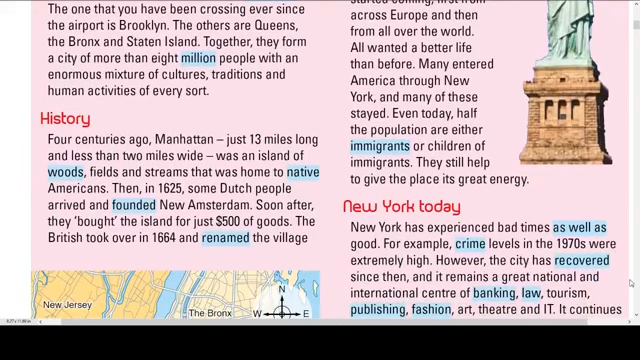 The one that you have been crossing ever since
the airport is Brooklyn. The others are Queens,
the Bronx and Staten Island. Together, they form
a city of more than eight million people with an
enormous mixture of cultures, traditions and
human activities of every sort.
History
Four centuries ago, Manhattan – just 13 miles long
and less than two miles wide – was an island of
woods, fields and streams that was home to native
Americans. Then, in 1625, some Dutch people
arrived and founded New Amsterdam. Soon after,
they 'bought' the island for just $500 of goods. The
British took over in 1664 and renamed the village
New Jersey
The Bronx
N
W
E
started coming, first from
across Europe and then
from all over the world.
All wanted a better life
than before. Many entered
America through New
York, and many of these
stayed. Even today, half
the population are either
immigrants or children of
immigrants. They still help
to give the place its great energy.
New York today
New York has experienced bad times as well as
good. For example, crime levels in the 1970s were
extremely high. However, the city has recovered
since then, and it remains a great national and
international centre of banking, law, tourism,
publishing, fashion, art, theatre and IT. It continues